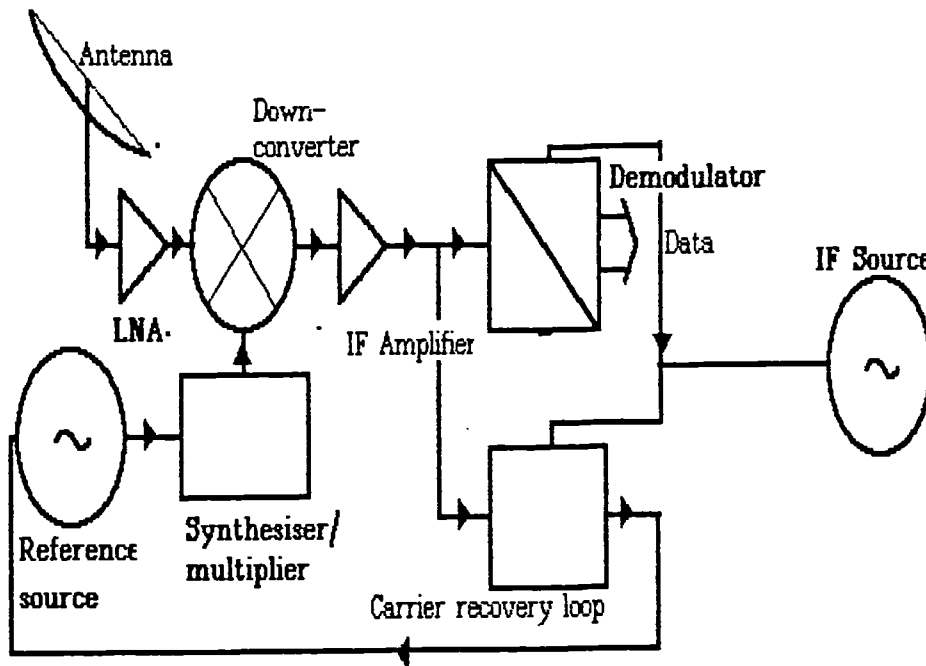 Antenna
Down-
converter
Demodulator
Data
IF Source
LNA.
IF Amplifier
Reference
source
Synthesiser/
multiplier
Carrier recovery loop